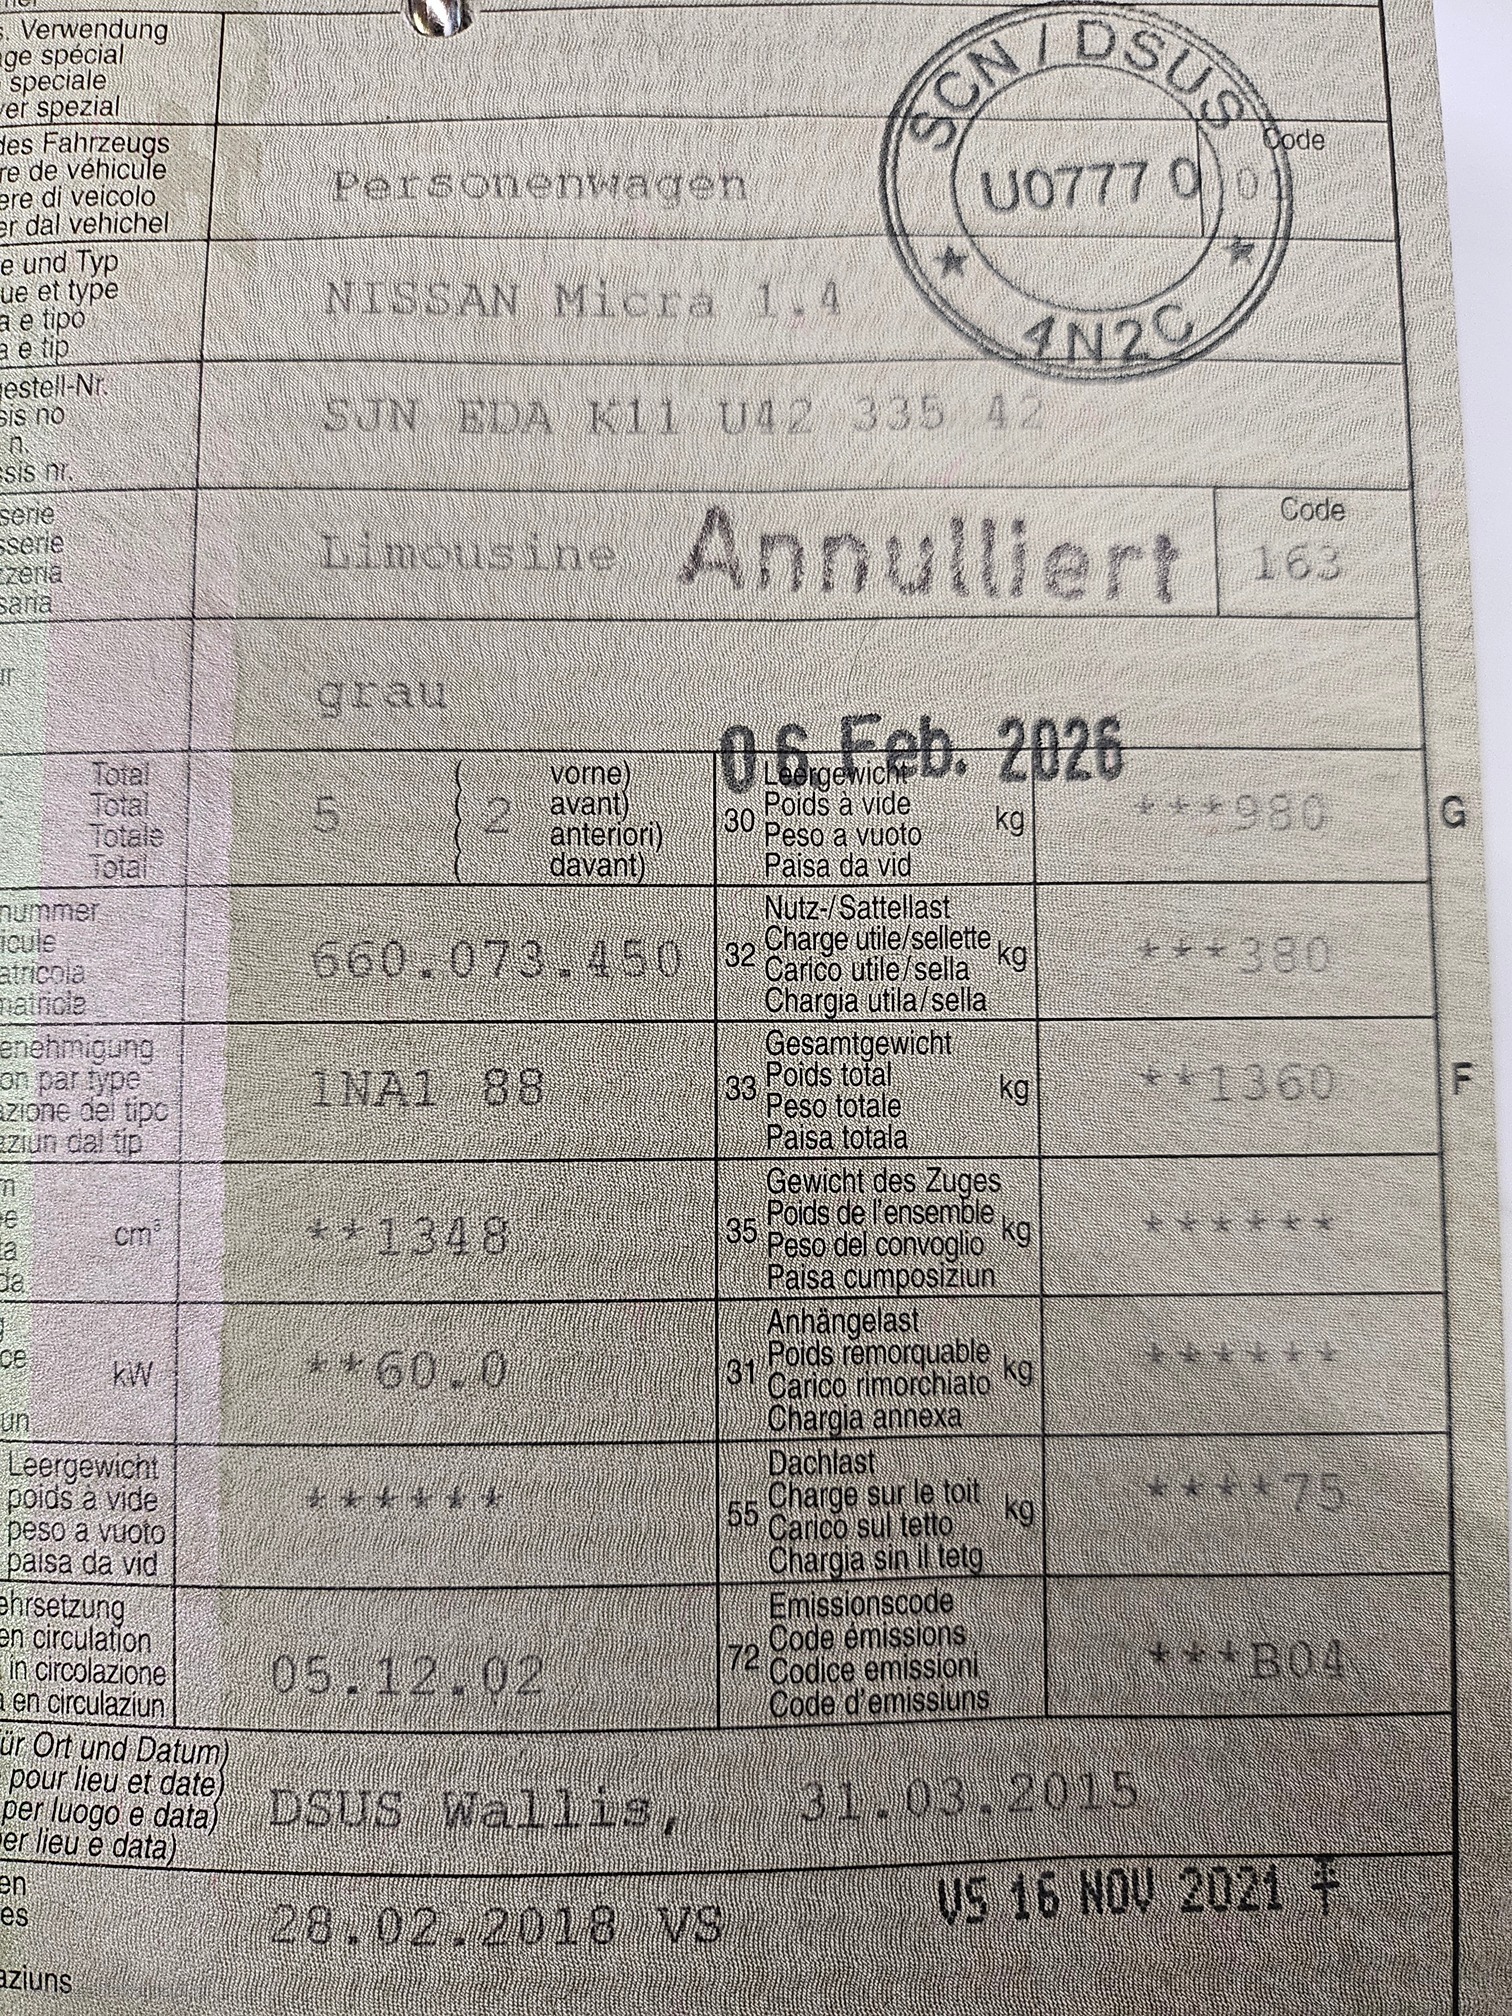 . Verwendung
ge spécial
speciale
er spezial
SCN / DSUS
U0777 0
4N2C
des Fahrzeugs
re de véhicule
ere di veicolo
er dal vehichel
Personenwagen
Code
0
e und Typ
ue et type
a e tipo
a e tip
NISSAN Micra 1.4
estell-Nr.
sis no
n.
ssis nr.
SJN EDA K11 U42 335 42
serie
sserie
zzeria
saria
Limousine
Annulliert
Code
163
grau
06 Feb. 2026
Total
Total
Totale
Total
5
2
vorne)
avant)
anteriori)
davant)
30
Leergewicht
Poids à vide
Peso a vuoto
Paisa da vid
kg
***980
G
nummer
icule
atricola
matricla
660.073.450
32
Nutz-/Sattellast
Charge utile/sellette
Carico utile/sella
Chargia utila/sella
kg
***380
enehmigung
on par type
azione del tipo
aziun dal tip
1NA1 88
33
Gesamtgewicht
Poids total
Peso totale
Paisa totala
kg
**1360
F
cm³
**1348
35
Gewicht des Zuges
Poids de l'ensemble
Peso del convoglio
Paisa cumposiziun
kg
******
ce
un
kW
**60.0
31
Anhängelast
Poids remorquable
Carico rimorchiato
Chargia annexa
kg
******
Leergewicht
poids à vide
peso a vuoto
paisa da vid
******
55
Dachlast
Charge sur le toit
Carico sul tetto
Chargia sin il tetg
kg
****75
ehrsetzung
en circulation
in circolazione
en circulaziun
05.12.02
72
Emissionscode
Code émissions
Codice emissioni
Code d'emissiuns
***B04
ür Ort und Datum)
pour lieu et date)
per luogo e data)
er lieu e data)
DSUS Wallis, 31.03.2015
en
es
aziuns
28.02.2018 VS
VS 16 NOV 2021